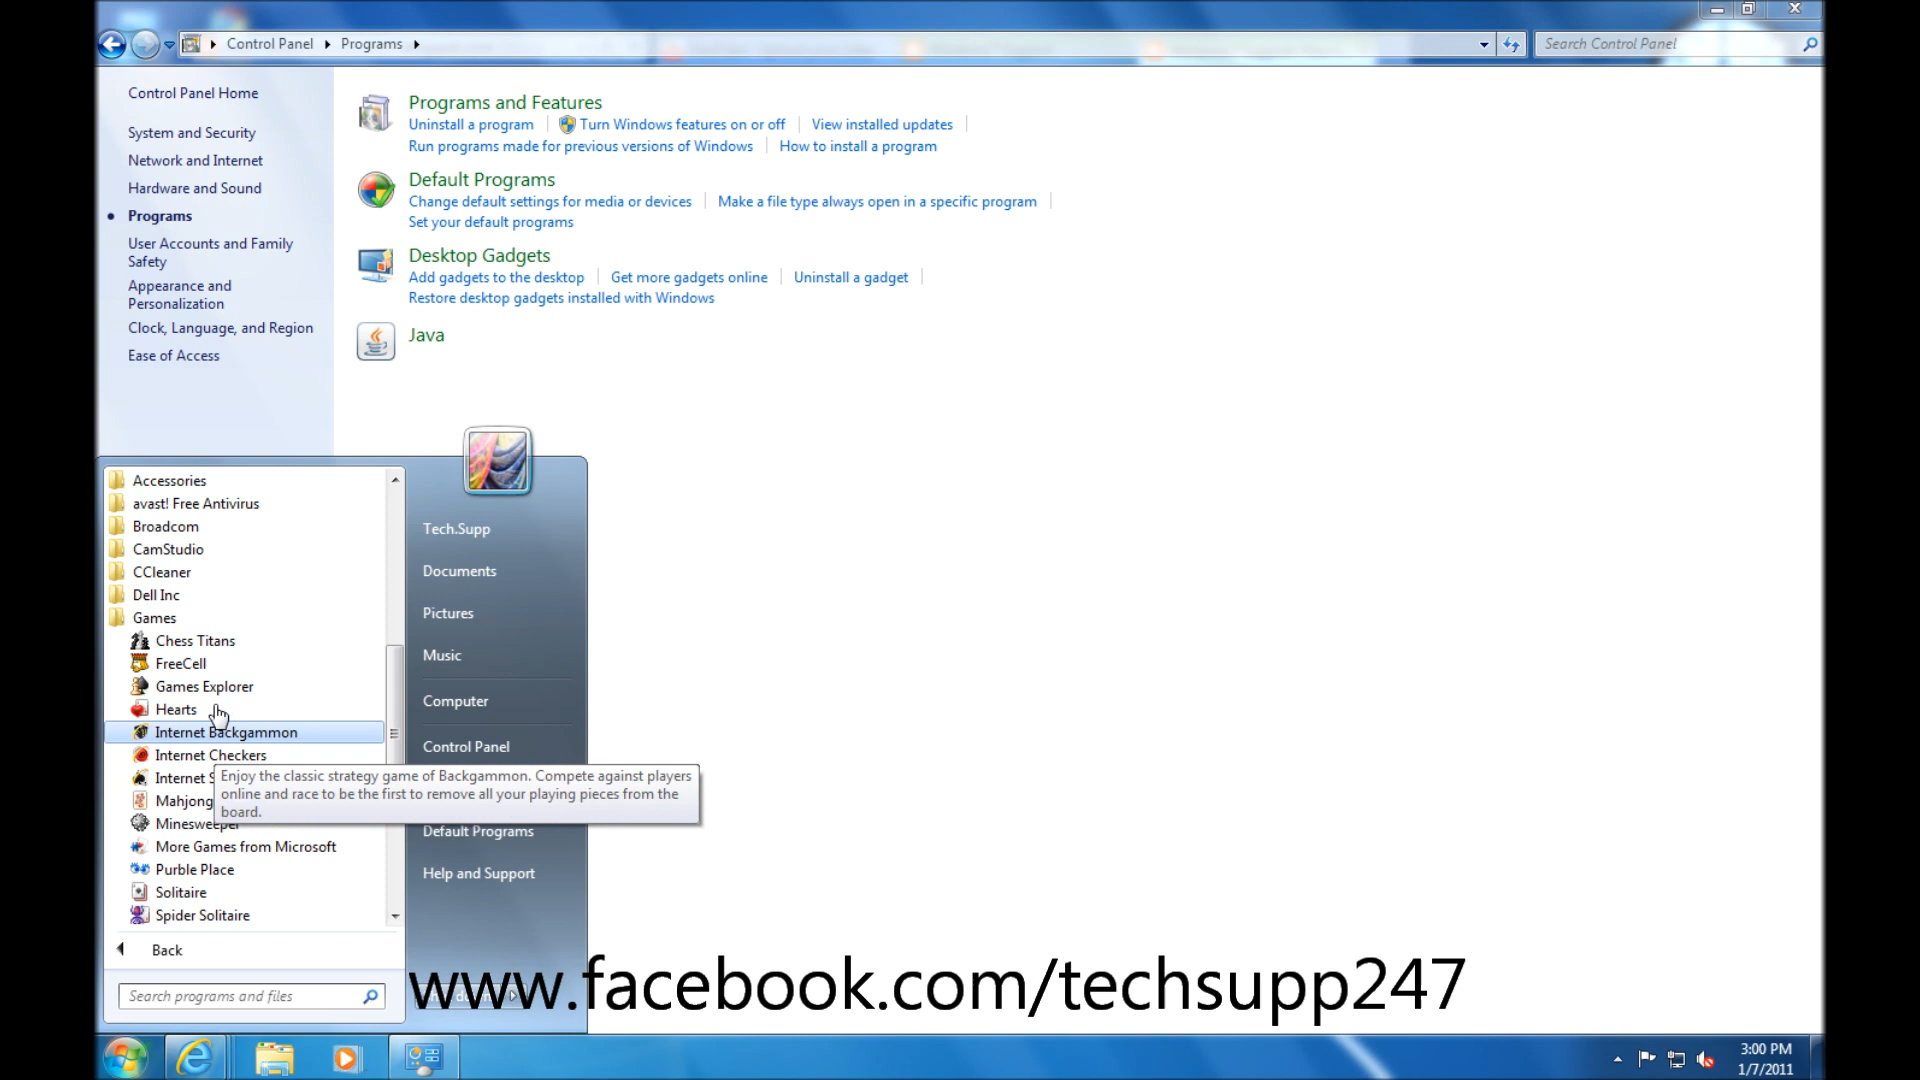 Control Panel Programs
Search Control Panel
Control Panel Home
System and Security
Network and Internet
Hardware and Sound
Programs
User Accounts and Family
Safety
Appearance and
Personalization
Clock, Language, and Region
Ease of Access
Programs and Features
Uninstall a program Turn Windows features on or off View installed updates
Run programs made for previous versions of Windows How to install a program
Default Programs
Change default settings for media or devices Make a file type always open in a specific program
Set your default programs
Desktop Gadgets
Add gadgets to the desktop Get more gadgets online Uninstall a gadget
Restore desktop gadgets installed with Windows
Java
Accessories
avast! Free Antivirus
Broadcom
CamStudio
CCleaner
Dell Inc
Games
Chess Titans
FreeCell
Games Explorer
Hearts
Internet Backgammon
Internet Checkers
Internet S
Mahjong
Minesweeper
More Games from Microsoft
Purble Place
Solitaire
Spider Solitaire
Back
Search programs and files
Tech.Supp
Documents
Pictures
Music
Computer
Control Panel
Enjoy the classic strategy game of Backgammon. Compete against players
online and race to be the first to remove all your playing pieces from the
board.
Default Programs
Help and Support
www.facebook.com/techsupp247
3:00 PM
1/7/2011